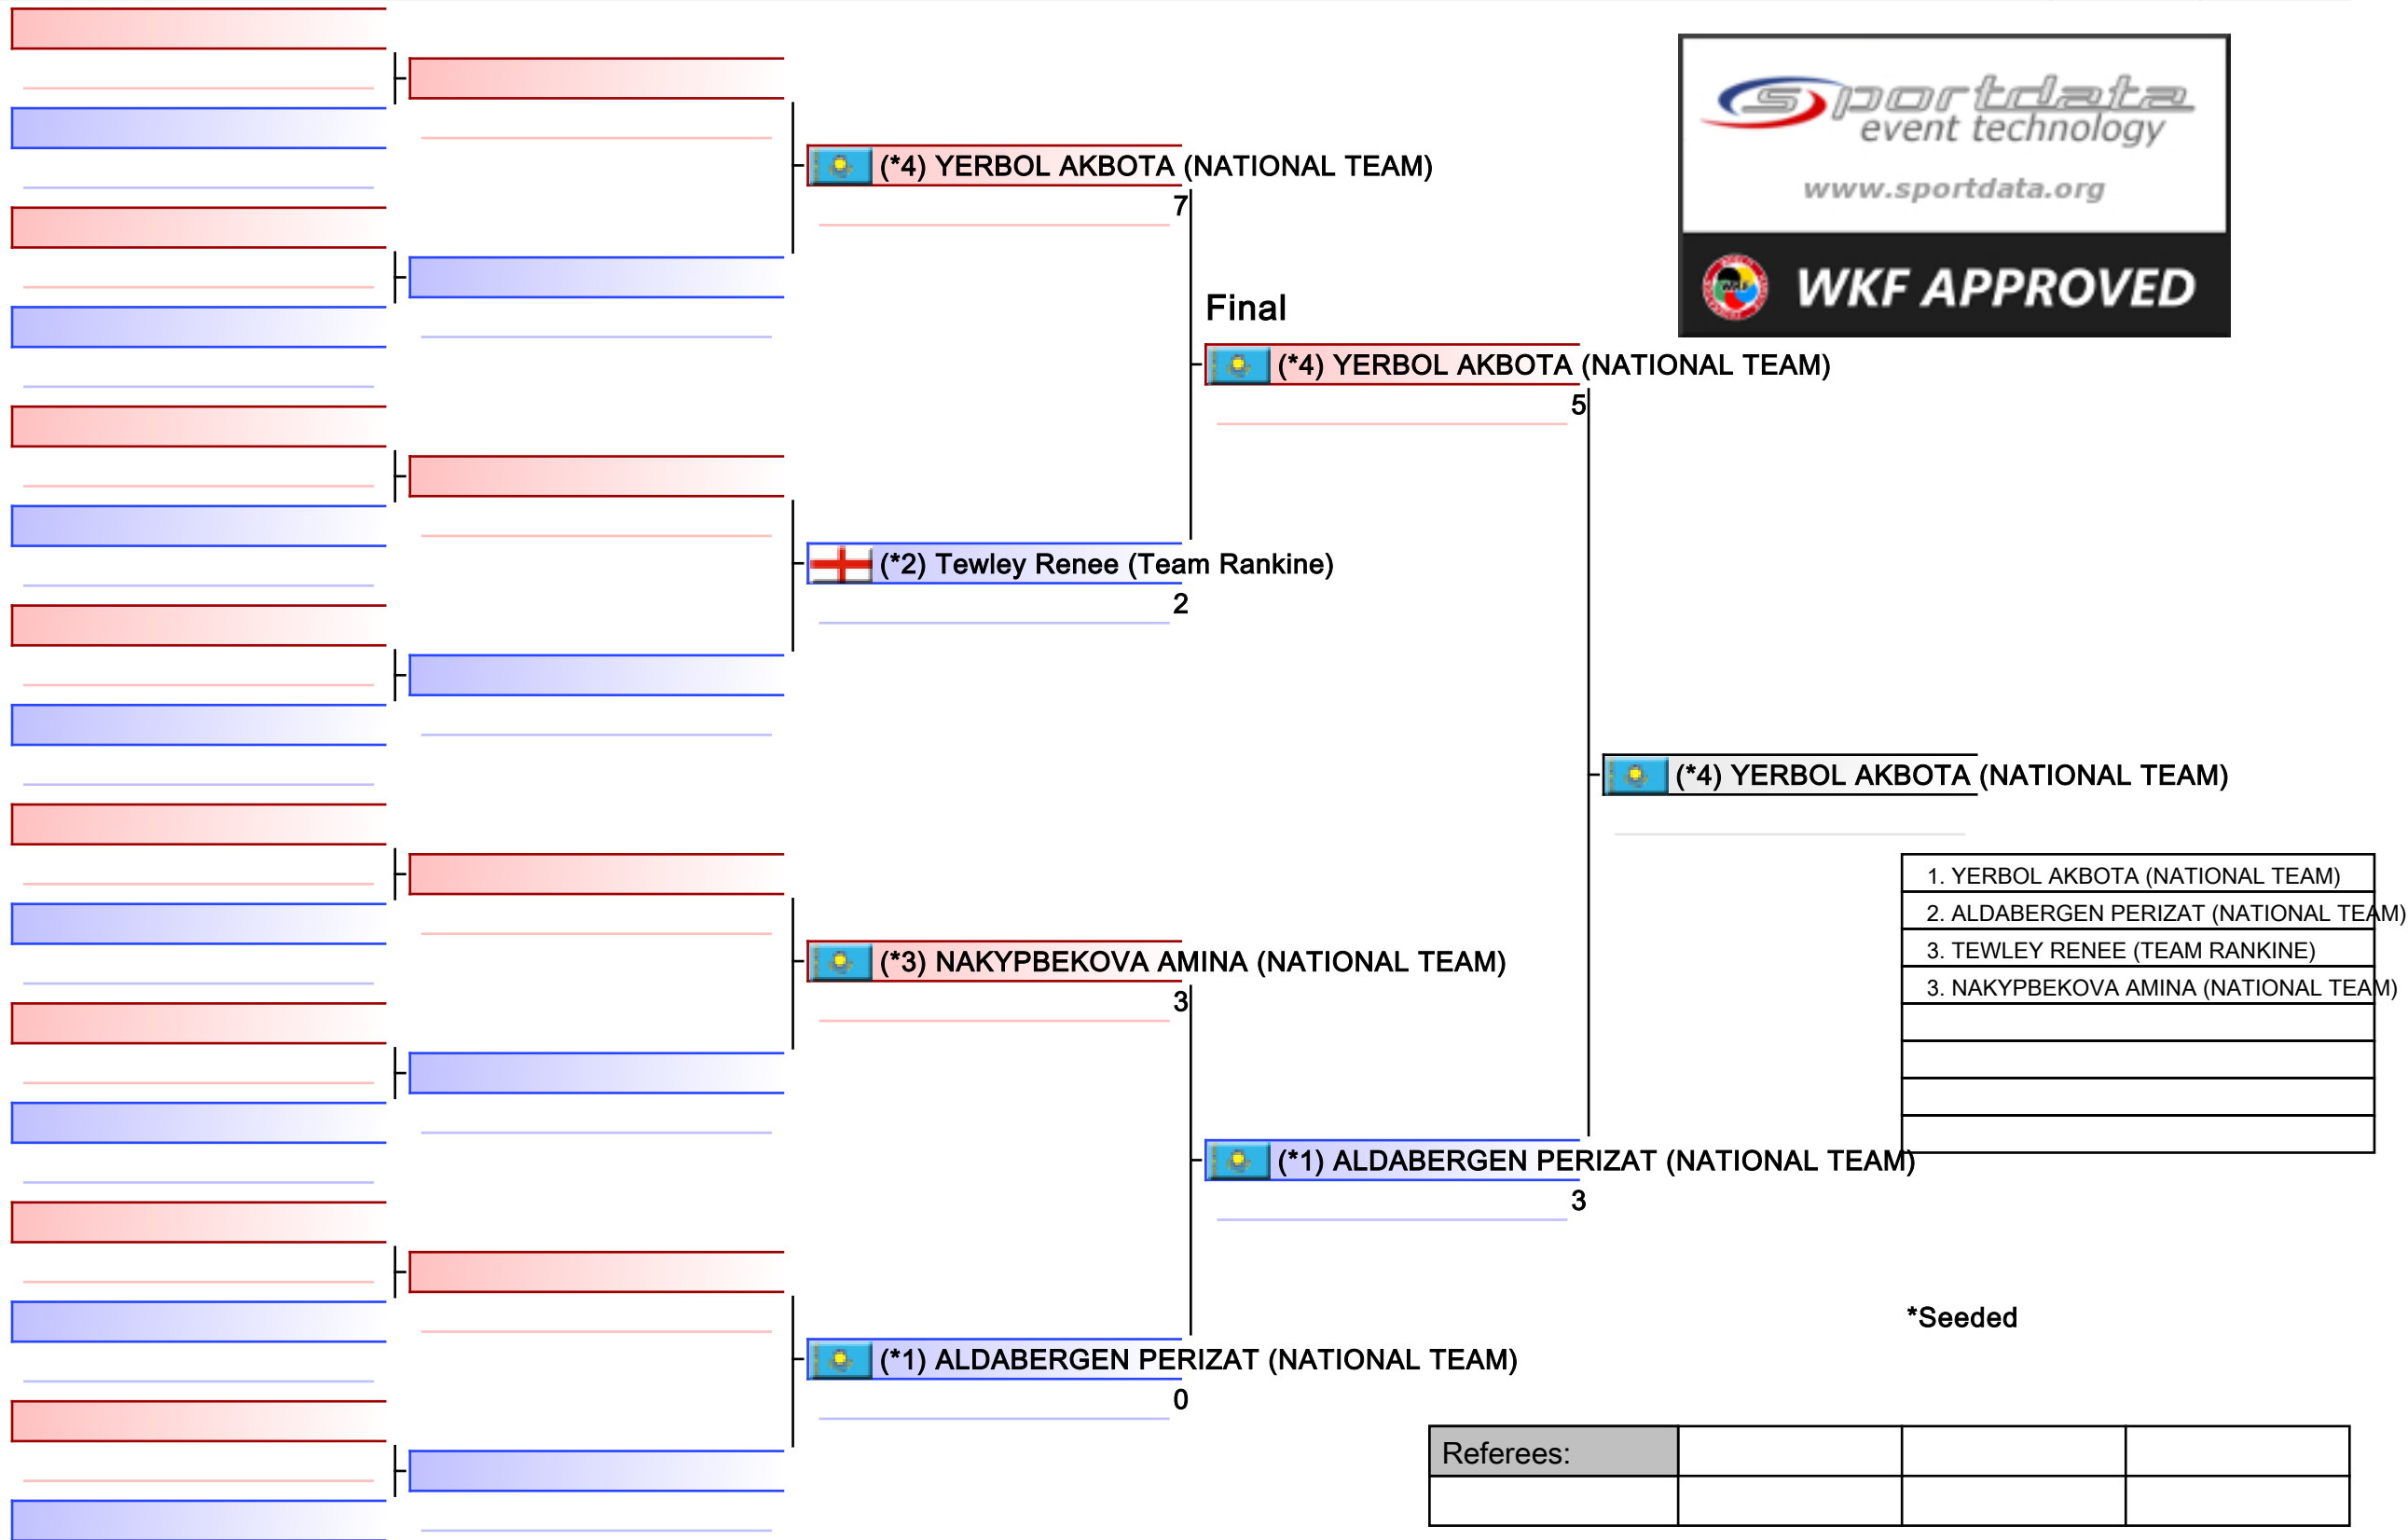 sportdata
event technology
www.sportdata.org
WKF APPROVED
(*4) YERBOL AKBOTA (NATIONAL TEAM)
7
Final
(*4) YERBOL AKBOTA (NATIONAL TEAM)
5
(*2) Tewley Renee (Team Rankine)
2
(*4) YERBOL AKBOTA (NATIONAL TEAM)
1. YERBOL AKBOTA (NATIONAL TEAM)
2. ALDABERGEN PERIZAT (NATIONAL TEAM)
3. TEWLEY RENEE (TEAM RANKINE)
3. NAKYPBEKOVA AMINA (NATIONAL TEAM)
(*3) NAKYPBEKOVA AMINA (NATIONAL TEAM)
3
(*1) ALDABERGEN PERIZAT (NATIONAL TEAM)
3
*Seeded
(*1) ALDABERGEN PERIZAT (NATIONAL TEAM)
0
Referees: